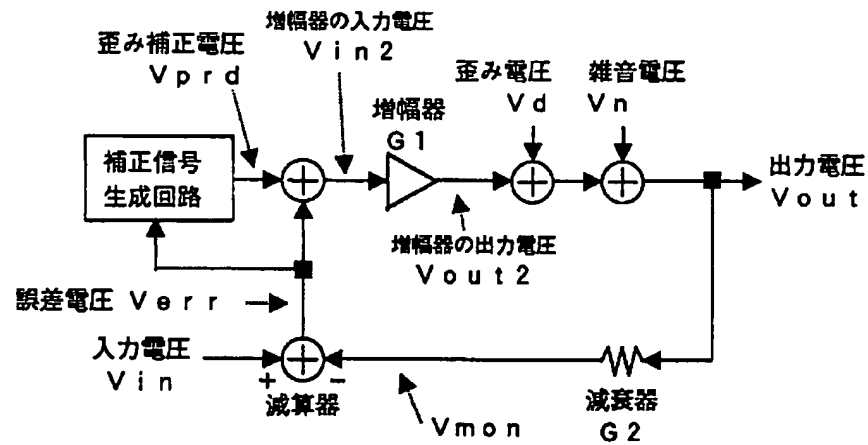 増幅器の入力電圧
Vin2
歪み補正電圧
Vprd
歪み電圧
Vd
雑音電圧
Vn
増幅器
G1
補正信号
生成回路
出力電圧
Vout
増幅器の出力電圧
Vout2
誤差電圧 Verr
入力電圧
Vin
+
-
減算器
Vmon
減衰器
G2